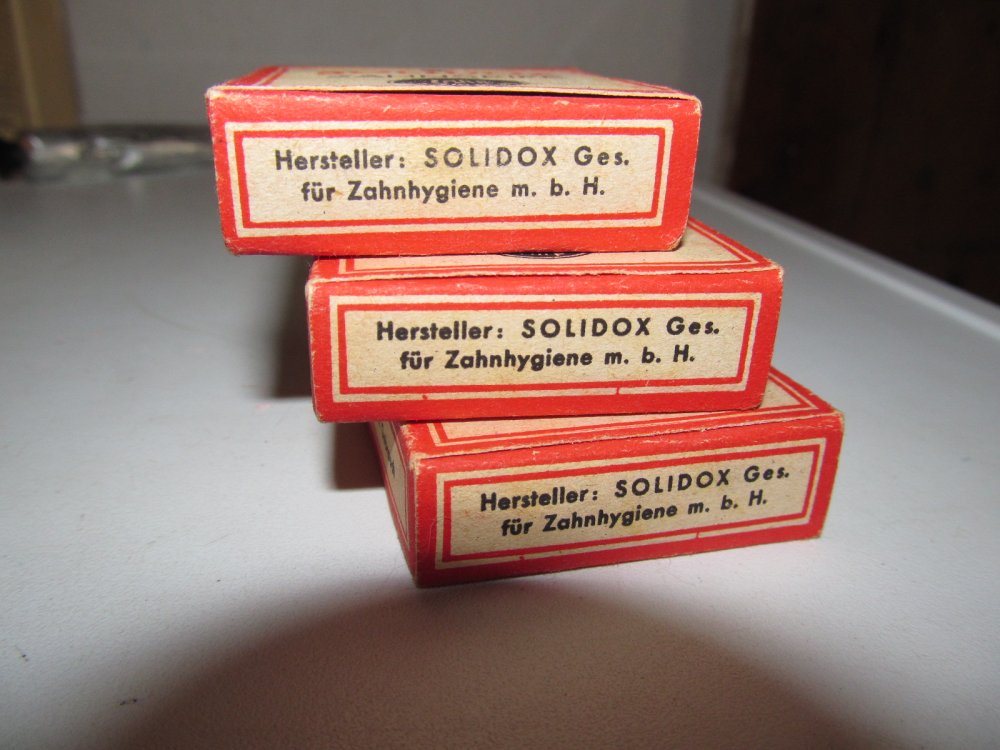 Hersteller: SOLIDOX Ges.
für Zahnhygiene m. b. H.
Hersteller: SOLIDOX Ges.
für Zahnhygiene m. b. H.
Hersteller: SOLIDOX Ges.
für Zahnhygiene m. b. H.